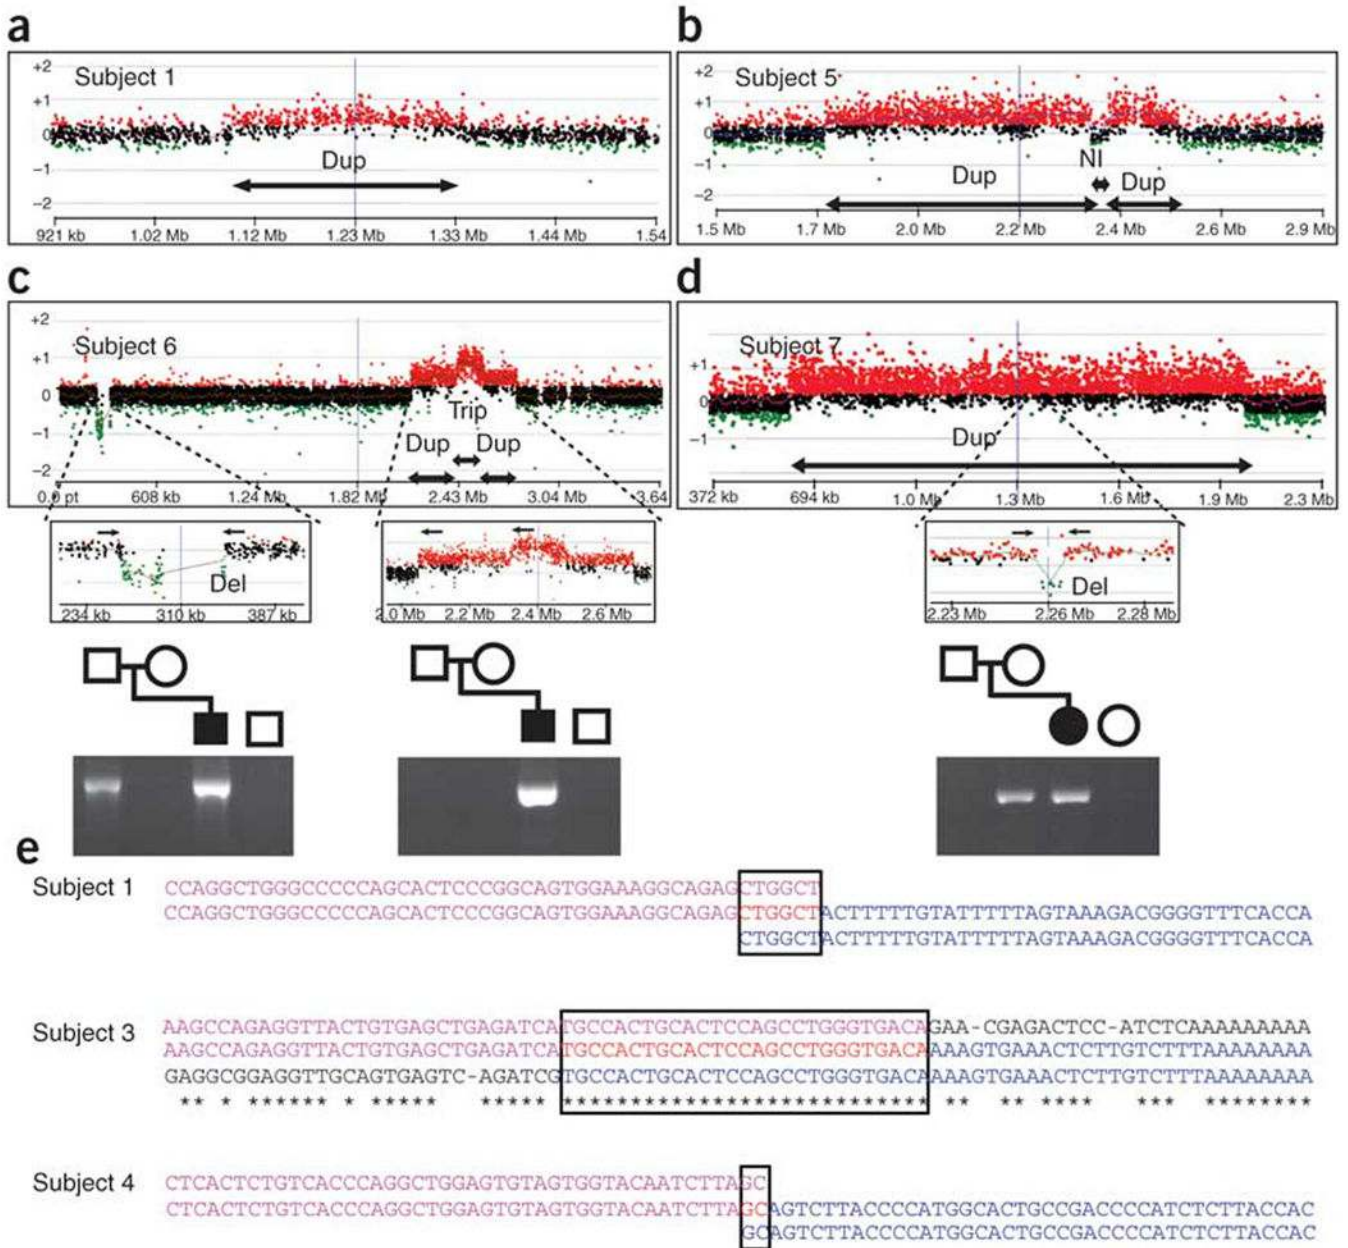 a
Subject 1
+2
+1
0
−1
−2
Dup
921 kb 1.02 Mb 1.12 Mb 1.23 Mb 1.33 Mb 1.44 Mb 1.54
b
Subject 5
+2
+1
0
−1
−2
NI
Dup Dup
1.5 Mb 1.7 Mb 2.0 Mb 2.2 Mb 2.4 Mb 2.6 Mb 2.9 Mb
c
Subject 6
+2
+1
0
−1
−2
Trip
Dup Dup
0.0 pt 608 kb 1.24 Mb 1.82 Mb 2.43 Mb 3.04 Mb 3.64
Del
234 kb 310 kb 387 kb
2.0 Mb 2.2 Mb 2.4 Mb 2.6 Mb
d
Subject 7
+1
0
−1
Dup
372 kb 694 kb 1.0 Mb 1.3 Mb 1.6 Mb 1.9 Mb 2.3 Mb
Del
2.23 Mb 2.26 Mb 2.28 Mb
e
Subject 1
CCAGGCTGGGCCCCCAGCACTCCCGGCAGTGGAAAGGCAGAGCTGGCT
CCAGGCTGGGCCCCCAGCACTCCCGGCAGTGGAAAGGCAGAGCTGGCTACTTTTTGTATTTTTAGTAAAGACGGGGTTTCACCA
CTGGCTACTTTTTGTATTTTTAGTAAAGACGGGGTTTCACCA
Subject 3
AAGCCAGAGGTTACTGTGAGCTGAGATCATGCCACTGCACTCCAGCCTGGGTGACAGAA-CGAGACTCC-ATCTCAAAAAAAAA
AAGCCAGAGGTTACTGTGAGCTGAGATCATGCCACTGCACTCCAGCCTGGGTGACAAAAGTGAAACTCTTGTCTTTAAAAAAAA
GAGGCGGAGGTTGCAGTGAGTC-AGATCGTGCCACTGCACTCCAGCCTGGGTGACAAAAGTGAAACTCTTGTCTTTAAAAAAAA
** * ****** * ***** ***** *************************** ** ** **** *** ********
Subject 4
CTCACTCTGTCACCCAGGCTGGAGTGTAGTGGTACAATCTTAGC
CTCACTCTGTCACCCAGGCTGGAGTGTAGTGGTACAATCTTAGCAGTCTTACCCCATGGCACTGCCGACCCCATCTCTTACCAC
GCAGTCTTACCCCATGGCACTGCCGACCCCATCTCTTACCAC